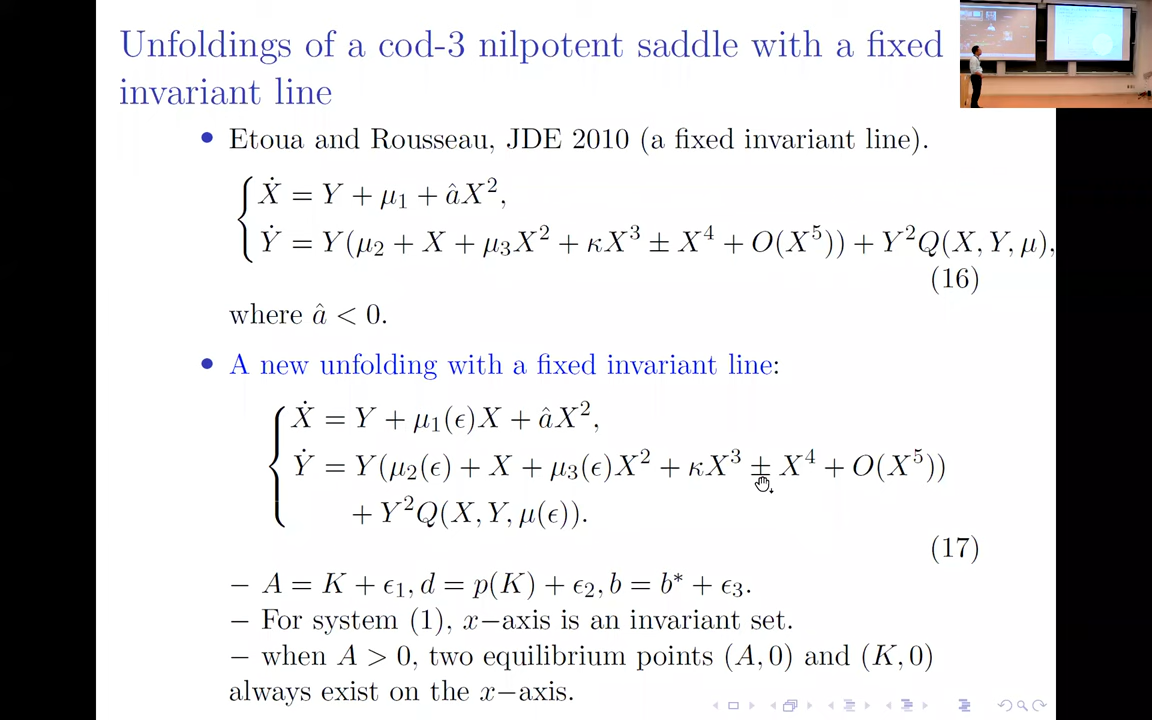 Unfoldings of a cod-3 nilpotent saddle with a fixed
invariant line
• Etoua and Rousseau, JDE 2010 (a fixed invariant line).
Ẋ = Y + μ₁ + âX²,
Ẏ = Y(μ₂ + X + μ₃X² + κX³ ± X⁴ + O(X⁵)) + Y²Q(X, Y, μ),
(16)
where â < 0.
• A new unfolding with a fixed invariant line:
Ẋ = Y + μ₁(ϵ)X + âX²,
Ẏ = Y(μ₂(ϵ) + X + μ₃(ϵ)X² + κX³ ± X⁴ + O(X⁵))
+ Y²Q(X, Y, μ(ϵ)).
(17)
− A = K + ϵ₁, d = p(K) + ϵ₂, b = b* + ϵ₃.
− For system (1), x−axis is an invariant set.
− when A > 0, two equilibrium points (A, 0) and (K, 0)
always exist on the x−axis.